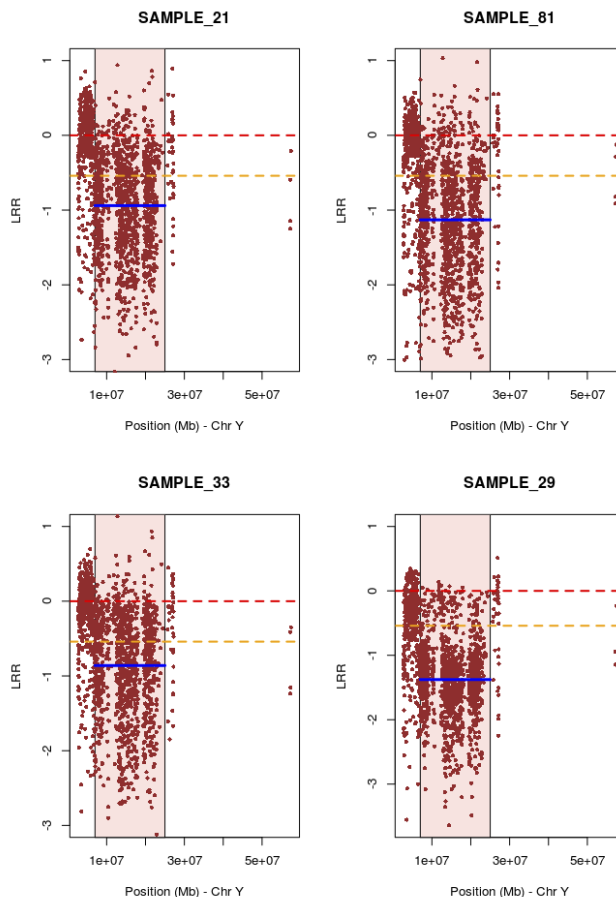 SAMPLE_21
1
0
-1
-2
-3
LRR
1e+07
3e+07
5e+07
Position (Mb) - Chr Y
SAMPLE_81
1
0
-1
-2
-3
LRR
1e+07
3e+07
5e+07
Position (Mb) - Chr Y
SAMPLE_33
1
0
-1
-2
-3
LRR
1e+07
3e+07
5e+07
Position (Mb) - Chr Y
SAMPLE_29
1
0
-1
-2
-3
LRR
1e+07
3e+07
5e+07
Position (Mb) - Chr Y